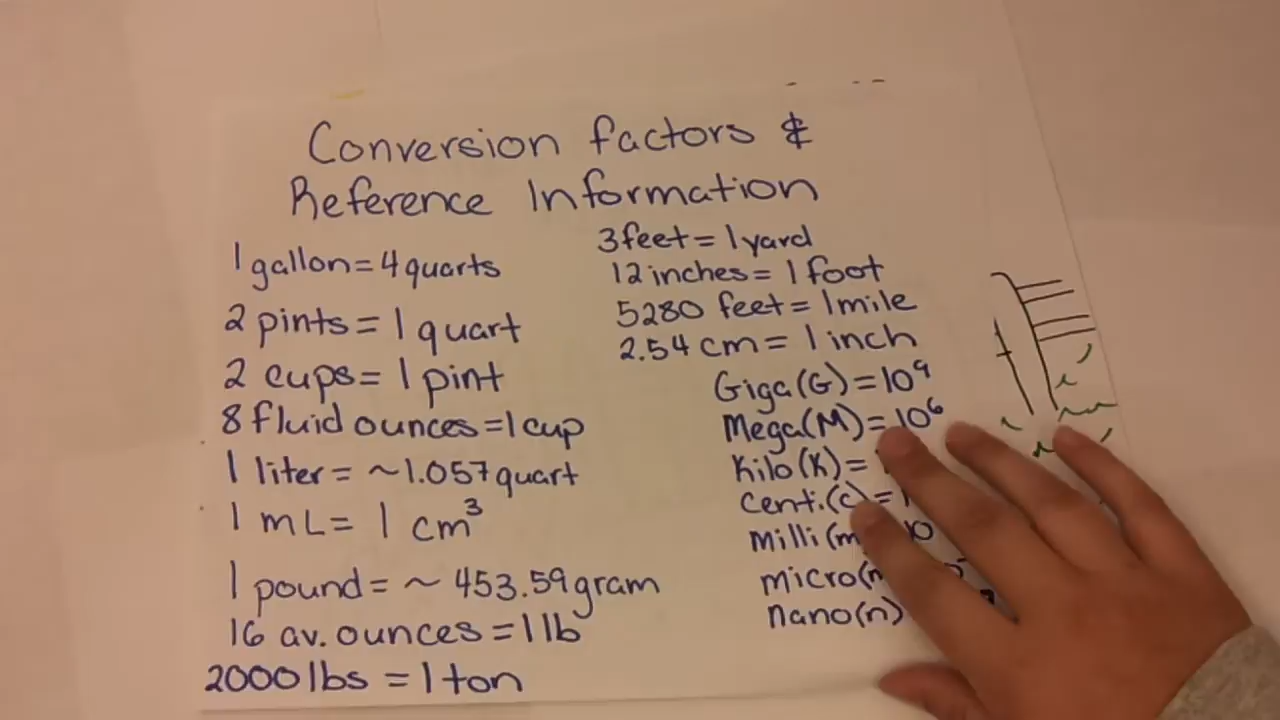 Conversion factors &
Reference Information
1 gallon = 4 quarts
2 pints = 1 quart
2 cups = 1 pint
8 fluid ounces = 1 cup
1 liter = ~1.057 quart
1 mL = 1 cm³
1 pound = ~ 453.59 gram
16 av. ounces = 1 lb
2000 lbs = 1 ton
3 feet = 1 yard
12 inches = 1 foot
5280 feet = 1 mile
2.54 cm = 1 inch
Giga (G) = 10⁹
Mega (M) = 10⁶
Kilo (K) =
Centi (c) = 1
Milli (m 10
micro (
nano (n)